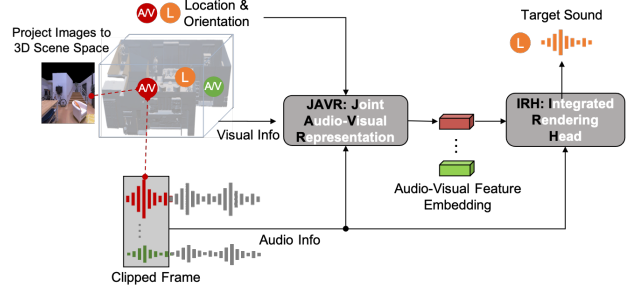 Project Images to
3D Scene Space
A/V
L
Location &
Orientation
Target Sound
L
L
A/V
A/V
Visual Info
JAVR: Joint
Audio-Visual
Representation
IRH: Integrated
Rendering
Head
Audio-Visual Feature
Embedding
Audio Info
Clipped Frame